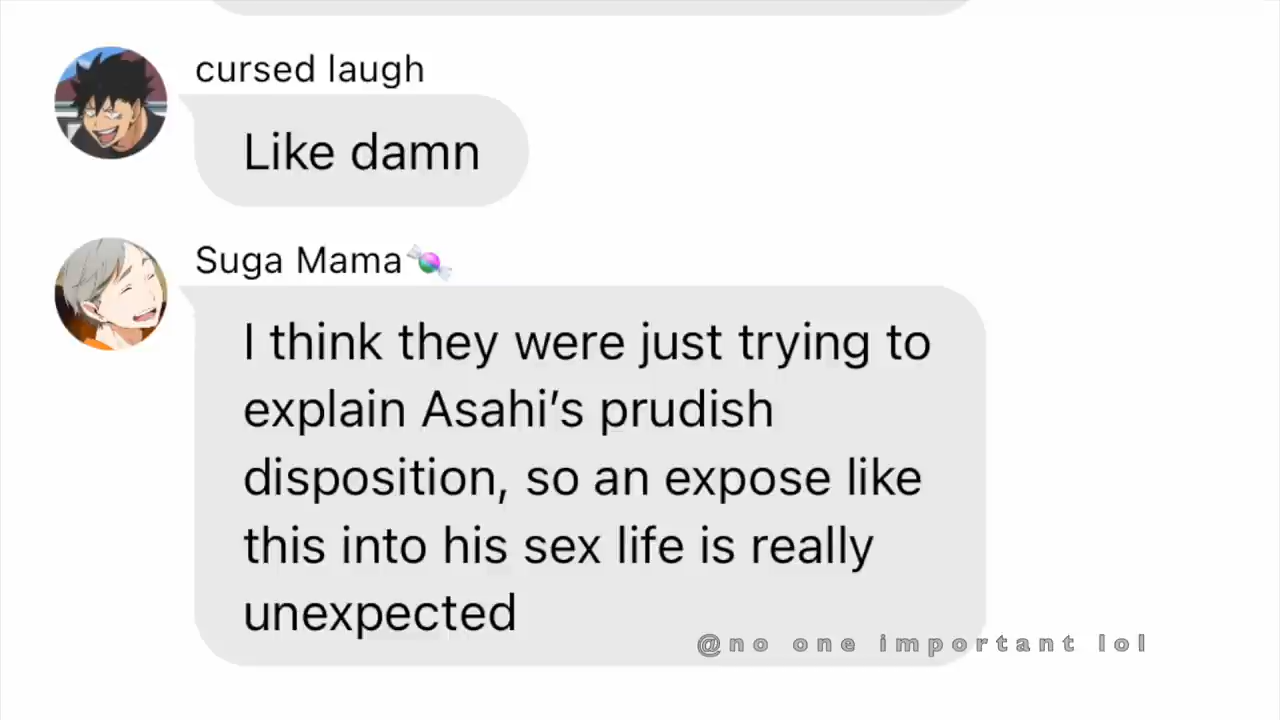 cursed laugh
Like damn
Suga Mama🍬
I think they were just trying to
explain Asahi’s prudish
disposition, so an expose like
this into his sex life is really
unexpected
@no one important lol